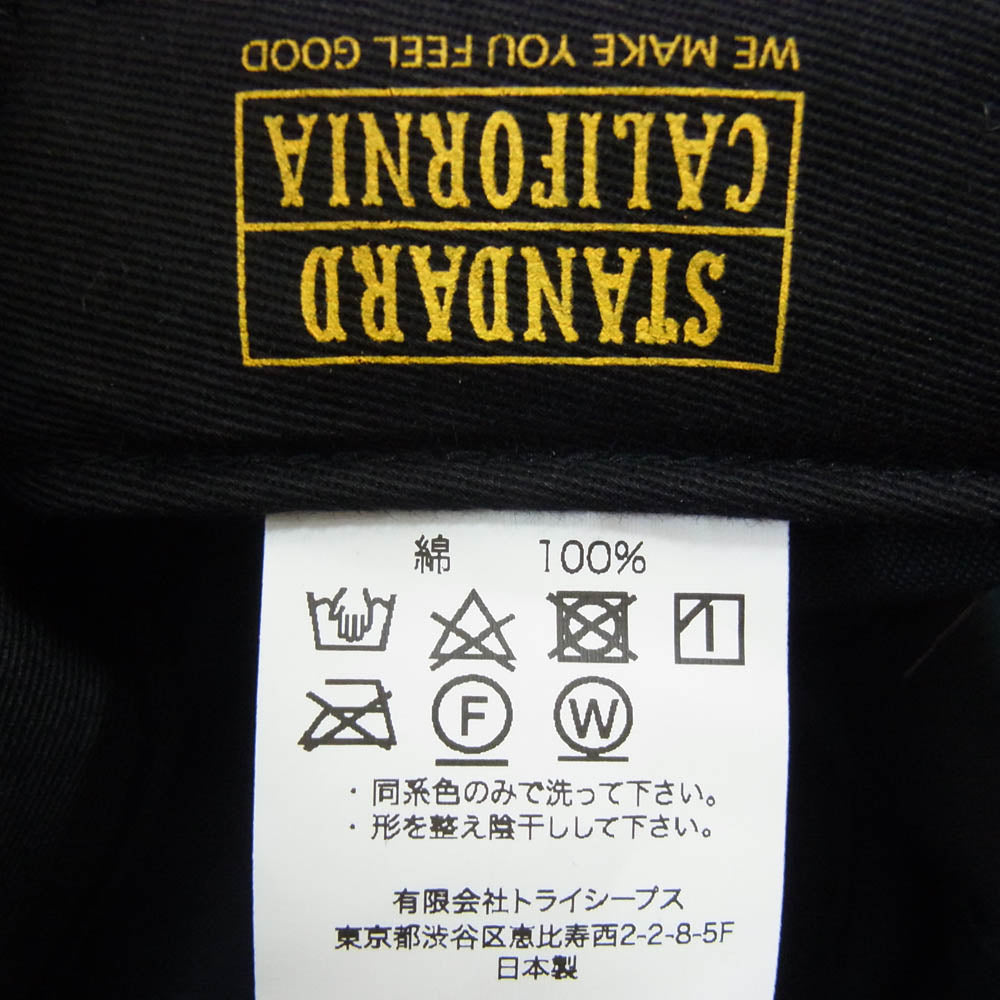 WE MAKE YOU FEEL GOOD
STANDARD
CALIFORNIA
綿 100%
F W
・同系色のみで洗って下さい。
・形を整え陰干しして下さい。
有限会社トライシープス
東京都渋谷区恵比寿西2-2-8-5F
日本製